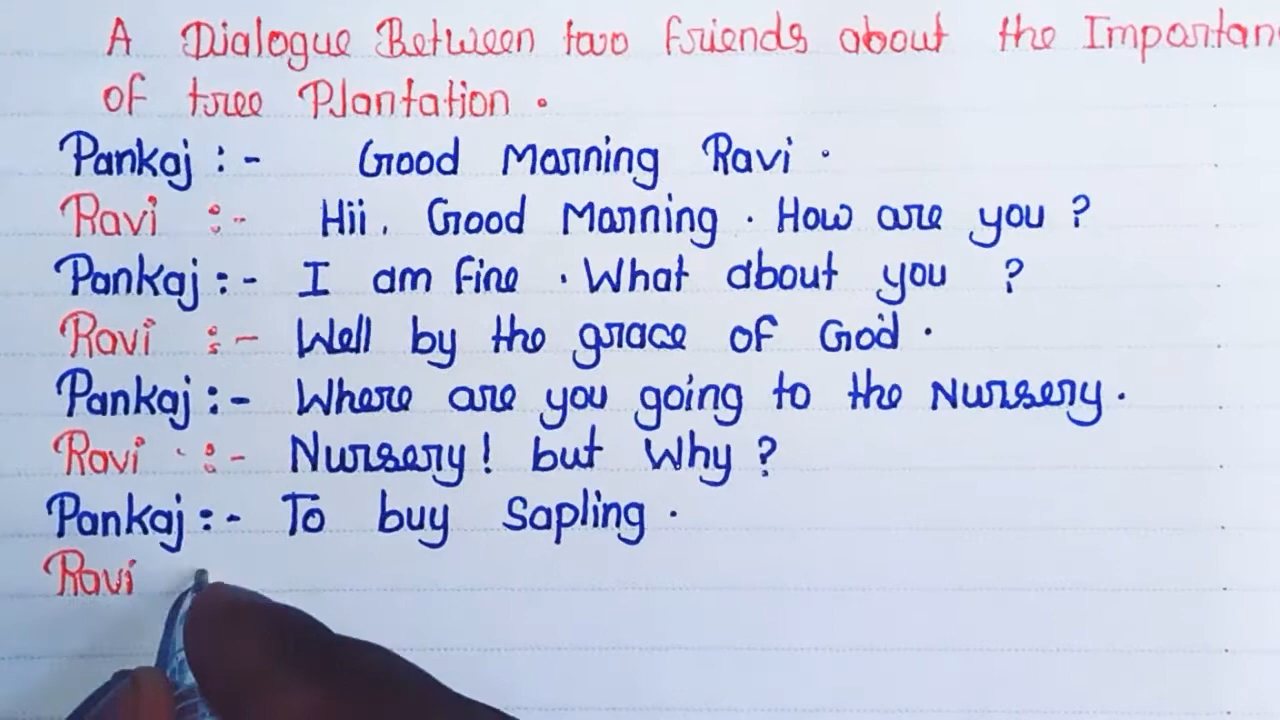 A Dialogue Between two friends about the Importan
of tree Plantation.
Pankaj :- Good Morning Ravi.
Ravi :- Hii. Good Morning. How are you?
Pankaj :- I am fine. What about you ?
Ravi :- Well by the grace of God.
Pankaj :- Where are you going to the Nursery.
Ravi :- Nursery! but Why?
Pankaj :- To buy Sapling.
Ravi